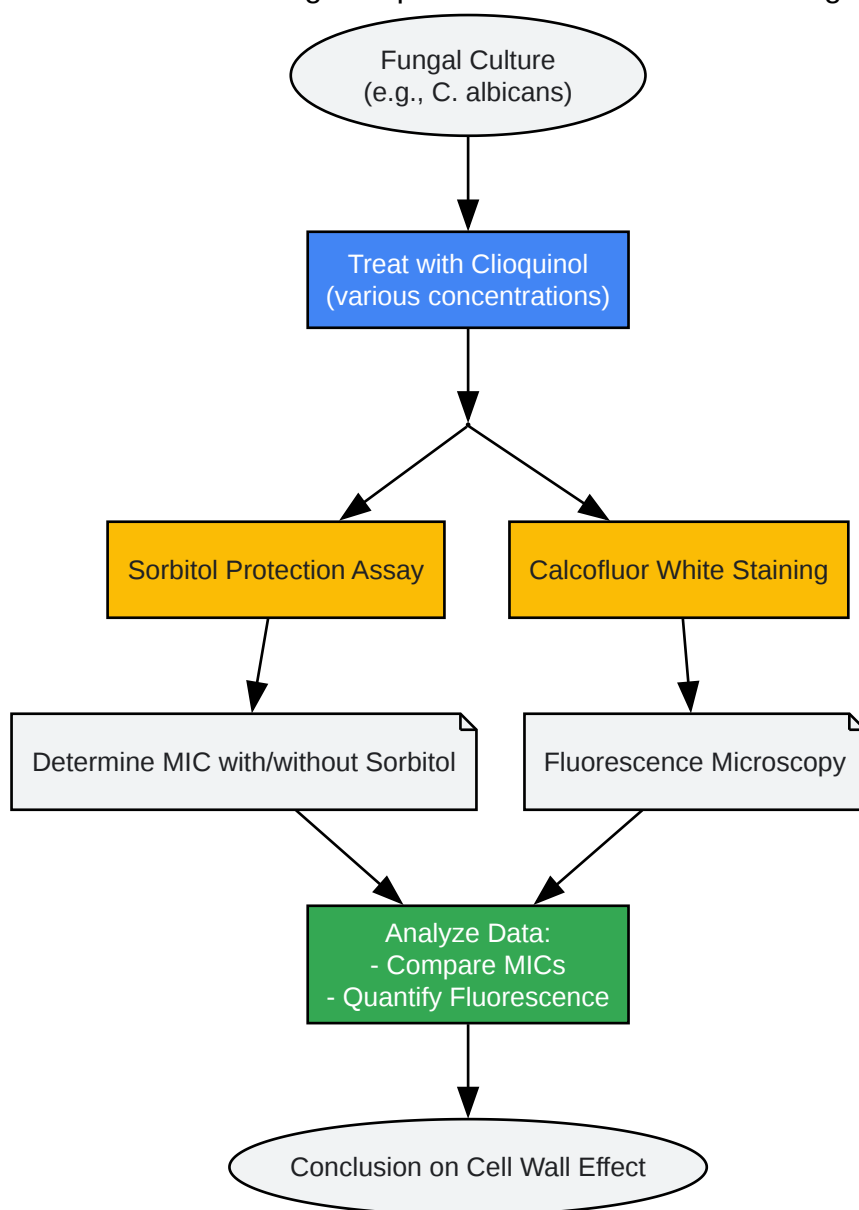 Fungal Culture
(e.g., C. albicans)
Treat with Clioquinol
(various concentrations)
Sorbitol Protection Assay
Calcofluor White Staining
Determine MIC with/without Sorbitol
Fluorescence Microscopy
Analyze Data:
- Compare MICs
- Quantify Fluorescence
Conclusion on Cell Wall Effect